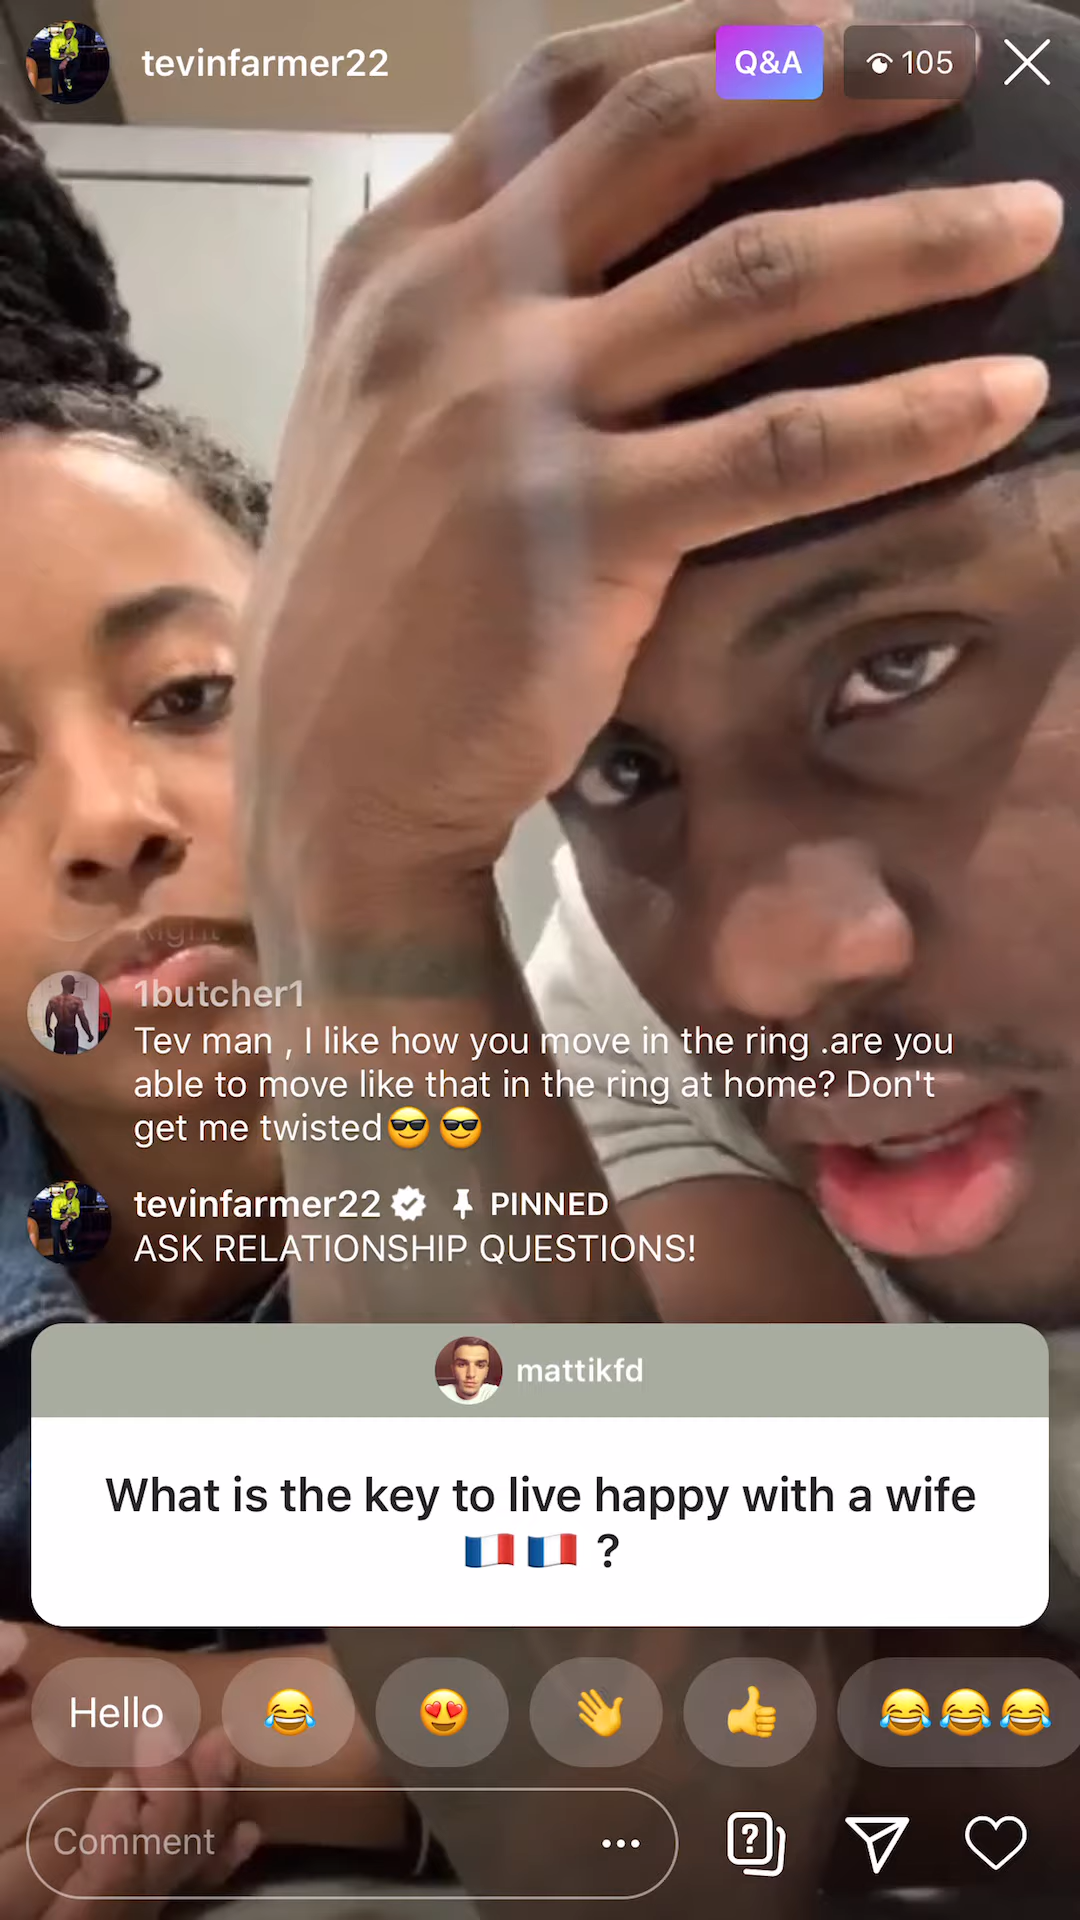 tevinfarmer22
Q&A
105
Right
1butcher1
Tev man , I like how you move in the ring .are you
able to move like that in the ring at home? Don't
get me twisted😎😎
tevinfarmer22 PINNED
ASK RELATIONSHIP QUESTIONS!
mattikfd
What is the key to live happy with a wife
🇫🇷🇫🇷 ?
Hello 😂 😍 👋 👍 😂😂😂
Comment